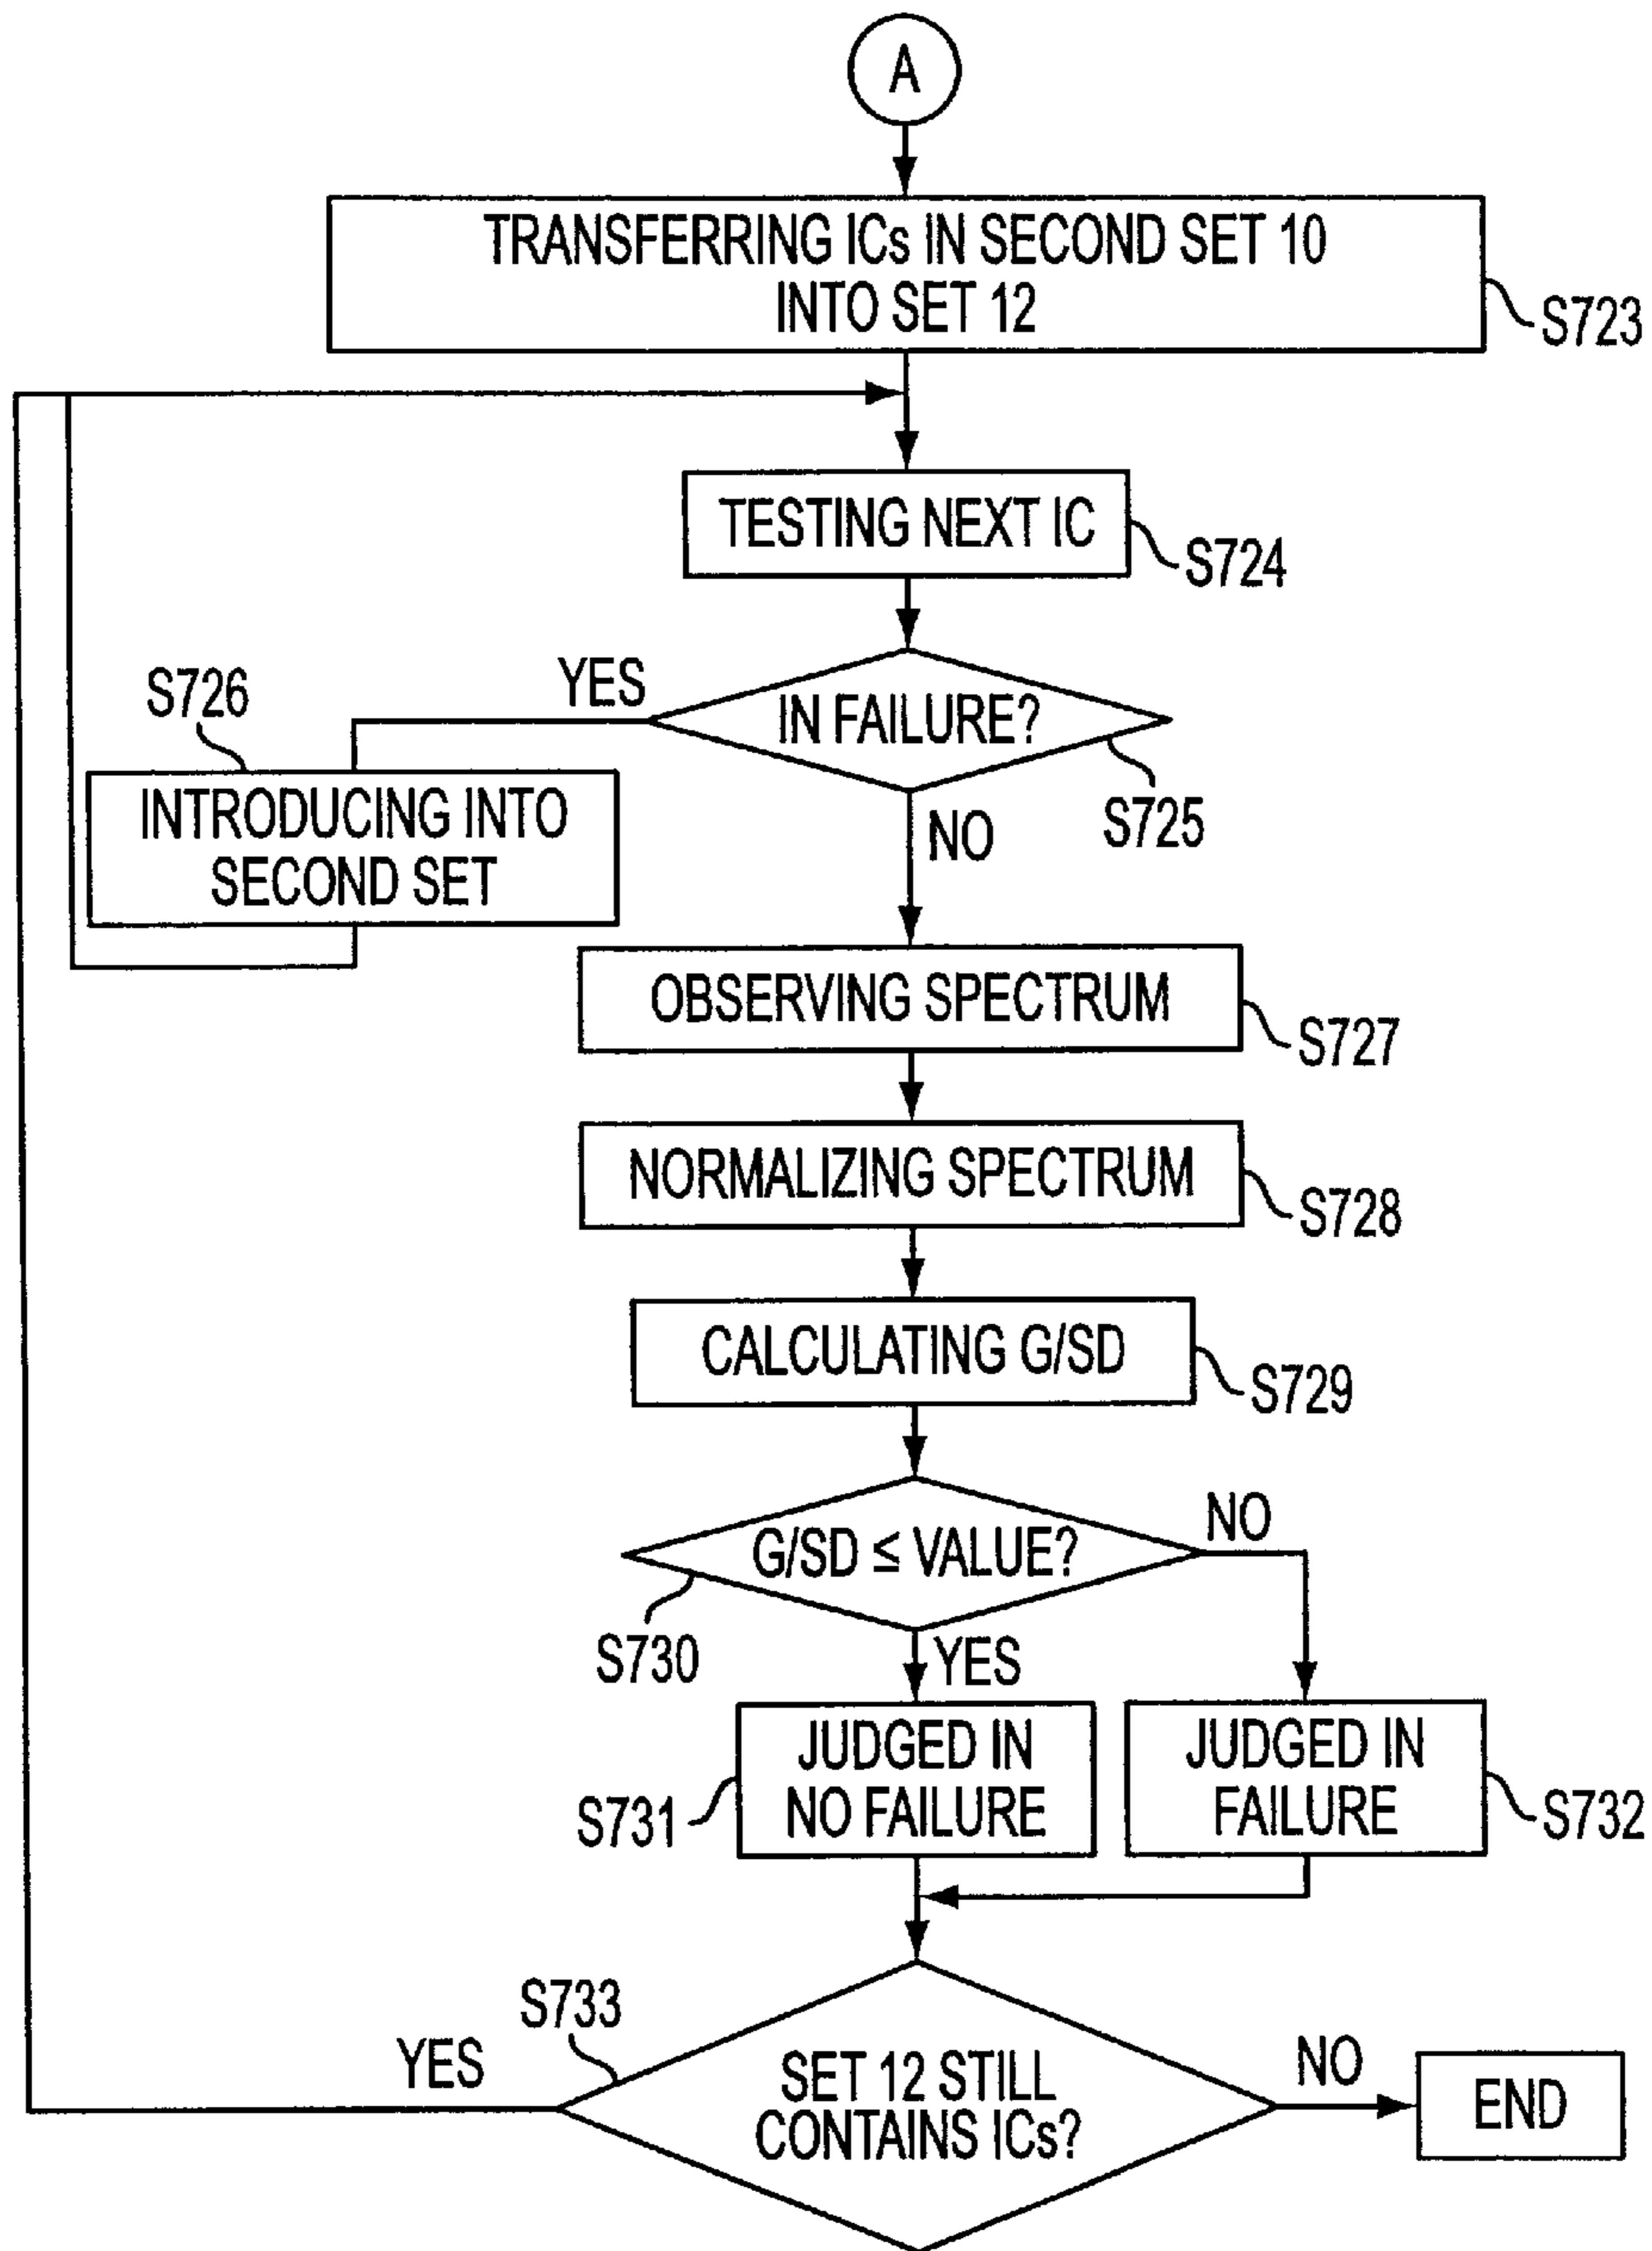 A
TRANSFERRING ICs IN SECOND SET 10
INTO SET 12
S723
TESTING NEXT IC
S724
S726
YES
IN FAILURE?
S725
INTRODUCING INTO
SECOND SET
NO
OBSERVING SPECTRUM
S727
NORMALIZING SPECTRUM
S728
CALCULATING G/SD
S729
G/SD ≤ VALUE?
NO
S730
YES
JUDGED IN
NO FAILURE
S731
JUDGED IN
FAILURE
S732
S733
YES
SET 12 STILL
CONTAINS ICs?
NO
END